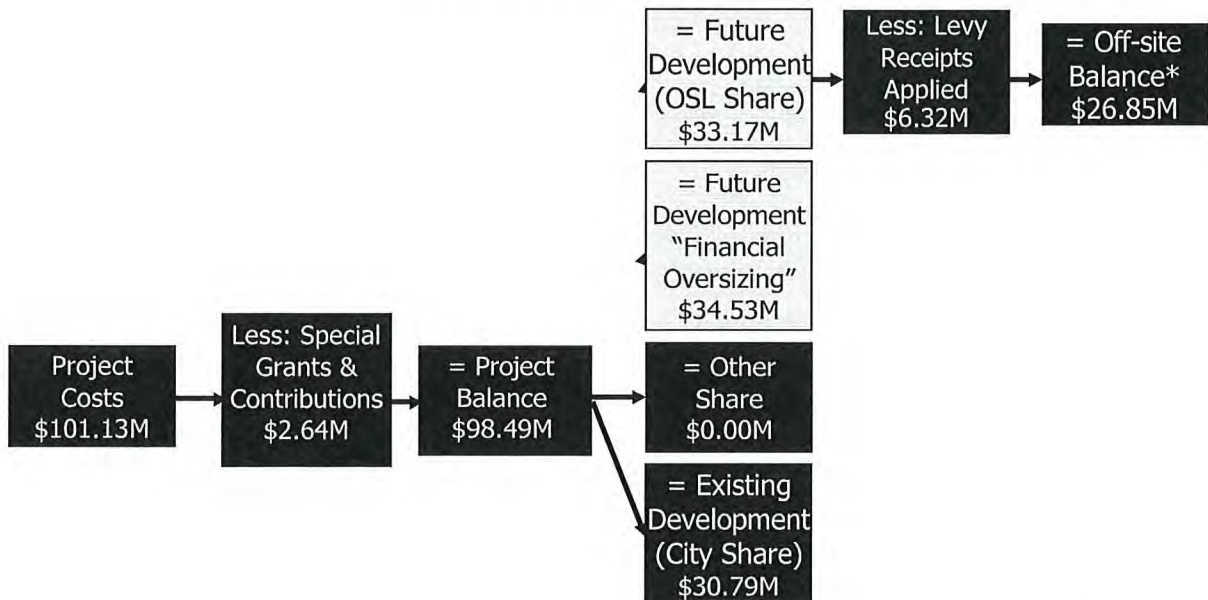 Project
Costs
$101.13M
Less: Special
Grants &
Contributions
$2.64M
= Project
Balance
$98.49M
= Future
Development
(OSL Share)
$33.17M
Less: Levy
Receipts
Applied
$6.32M
= Off-site
Balance*
$26.85M
= Future
Development
“Financial
Oversizing”
$34.53M
= Other
Share
$0.00M
= Existing
Development
(City Share)
$30.79M